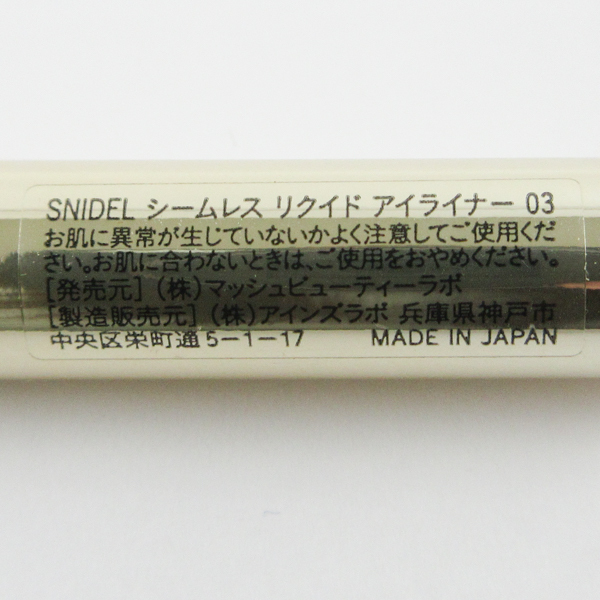 SNIDEL シームレス リクイド アイライナー 03
お肌に異常が生じていないかよく注意してご使用くだ
さい。お肌に合わないときは、ご使用をおやめください。
[発売元] (株)マッシュビューティーラボ
[製造販売元] (株)アインズラボ 兵庫県神戸市
中央区栄町通5-1-17 MADE IN JAPAN